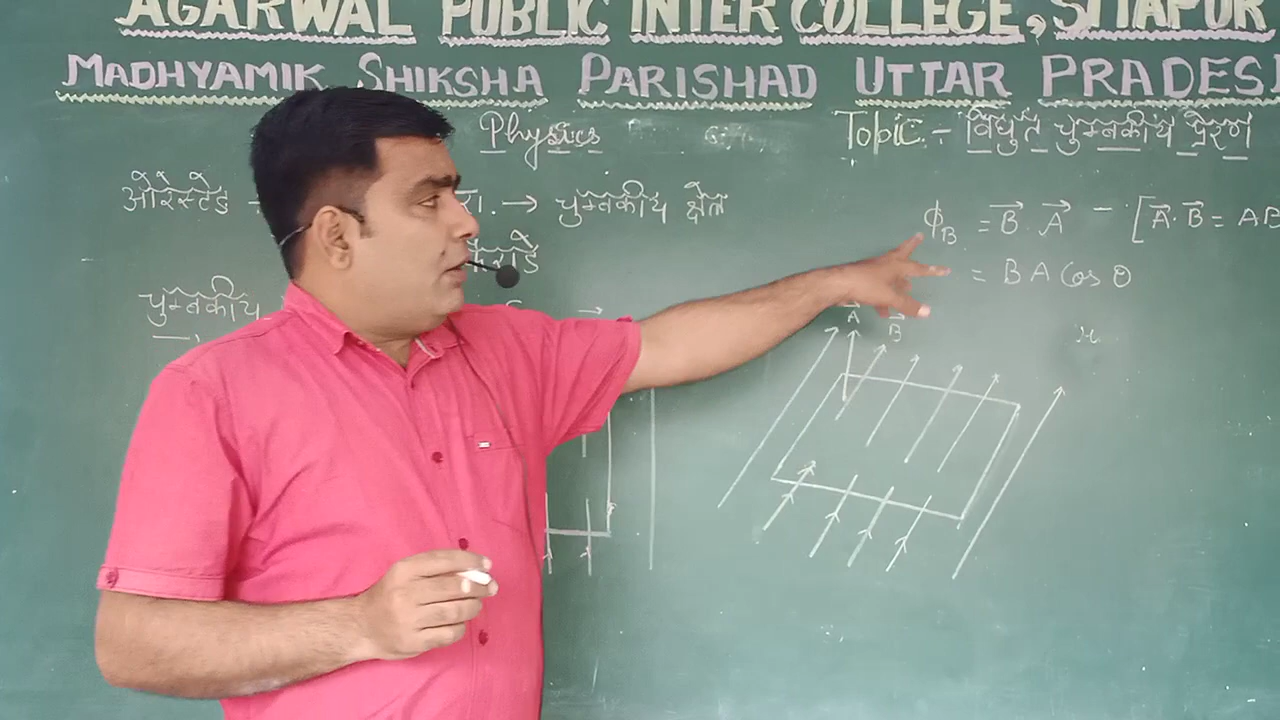 AGARWAL PUBLIC INTER COLLEGE, SITAPUR
MADHYAMIK SHIKSHA PARISHAD UTTAR PRADES
Physics
Topic - विधुत चुम्बकीय प्रेरण
ओरस्टेड → चुम्बकीय क्षेत्र
चुम्बकीय
ϕB = B⃗ . A⃗ - [A⃗ . B⃗ = AB
= BA Cos θ
A⃗
B⃗